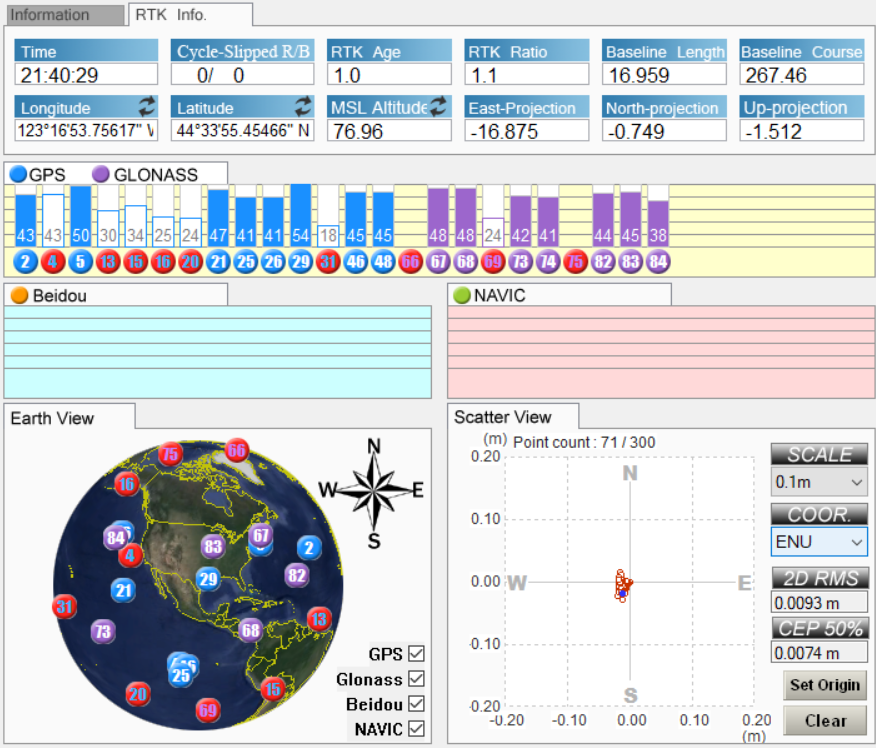 Information RTK Info.
Time Cycle-Slipped R/B RTK Age RTK Ratio Baseline Length Baseline Course
21:40:29 0/ 0 1.0 1.1 16.959 267.46
Longitude Latitude MSL Altitude East-Projection North-projection Up-projection
123°16'53.75617" 44°33'55.45466" N 76.96 -16.875 -0.749 -1.512
GPS GLONASS
43 43 50 30 34 25 24 47 41 41 54 18 45 45 48 48 24 42 41 44 45 38
2 4 5 13 15 16 20 21 25 26 29 31 46 48 66 67 68 69 73 74 75 82 83 84
Beidou NAVIC
Earth View
75 66
16
N
W E
S
84 67
4 83 2
29 82
21
31 13
73 68
25
20 15
69
GPS
Glonass
Beidou
NAVIC
Scatter View
(m) Point count : 71 / 300
0.20
0.10
0.00
-0.10
-0.20
N
W E
S
-0.20 -0.10 0.00 0.10 0.20
(m)
SCALE
0.1m
COOR.
ENU
2D RMS
0.0093 m
CEP 50%
0.0074 m
Set Origin
Clear